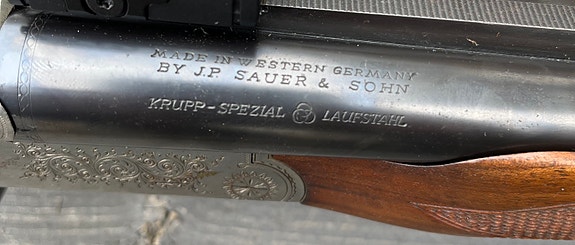 MADE IN WESTERN GERMANY
BY J.P. SAUER & SOHN
KRUPP-SPEZIAL LAUFSTAHL